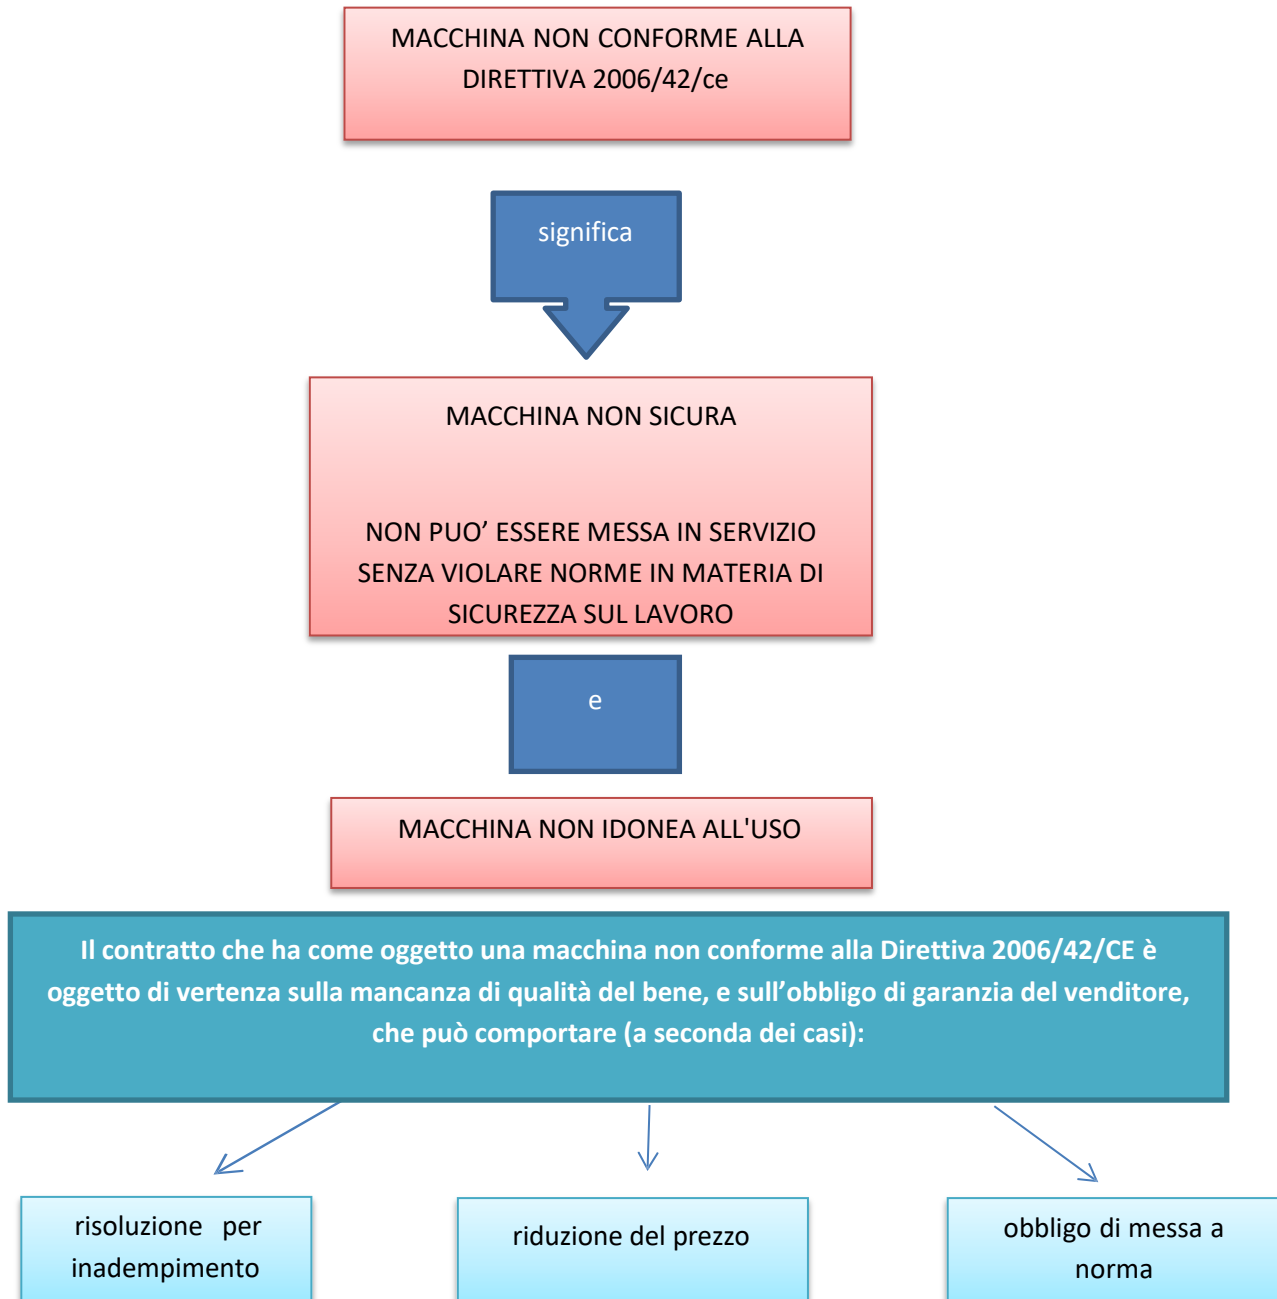 MACCHINA NON CONFORME ALLA
DIRETTIVA 2006/42/ce
significa
MACCHINA NON SICURA
NON PUO’ ESSERE MESSA IN SERVIZIO
SENZA VIOLARE NORME IN MATERIA DI
SICUREZZA SUL LAVORO
e
MACCHINA NON IDONEA ALL'USO
Il contratto che ha come oggetto una macchina non conforme alla Direttiva 2006/42/CE è
oggetto di vertenza sulla mancanza di qualità del bene, e sull’obbligo di garanzia del venditore,
che può comportare (a seconda dei casi):
risoluzione per
inadempimento
riduzione del prezzo
obbligo di messa a
norma